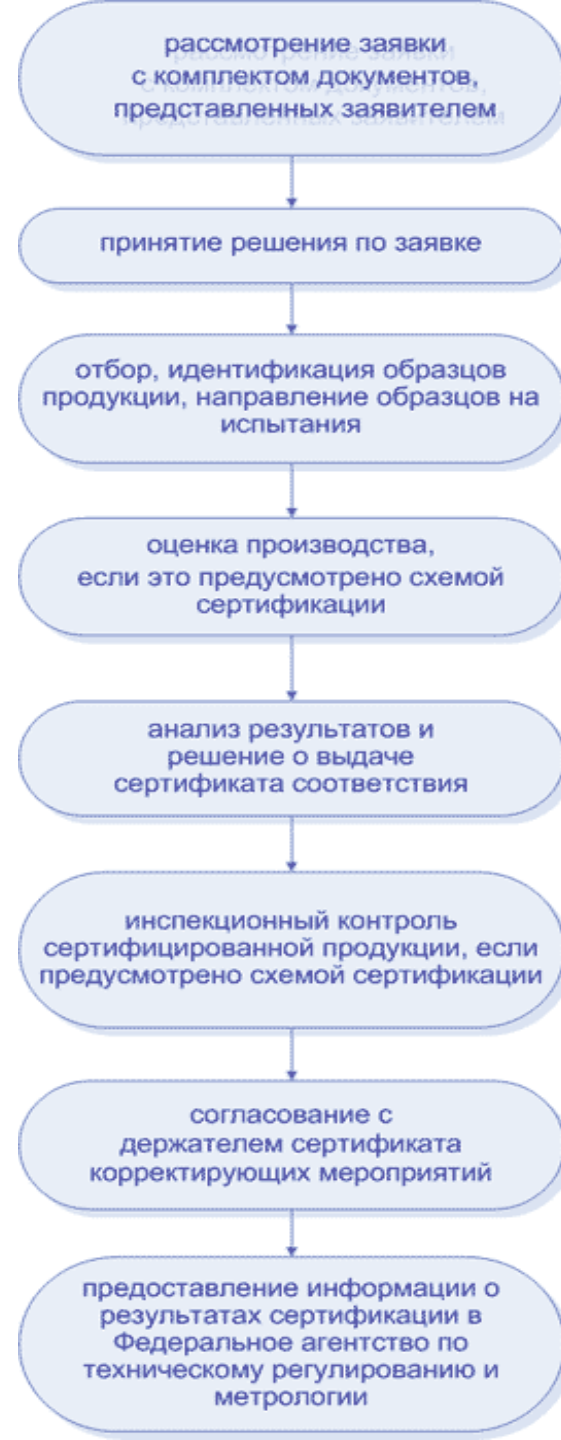 рассмотрение заявки
с комплектом документов,
представленных заявителем
принятие решения по заявке
отбор, идентификация образцов
продукции, направление образцов на
испытания
оценка производства,
если это предусмотрено схемой
сертификации
анализ результатов и
решение о выдаче
сертификата соответствия
инспекционный контроль
сертифицированной продукции, если
предусмотрено схемой сертификации
согласование с
держателем сертификата
корректирующих мероприятий
предоставление информации о
результатах сертификации в
Федеральное агентство по
техническому регулированию и
метрологии